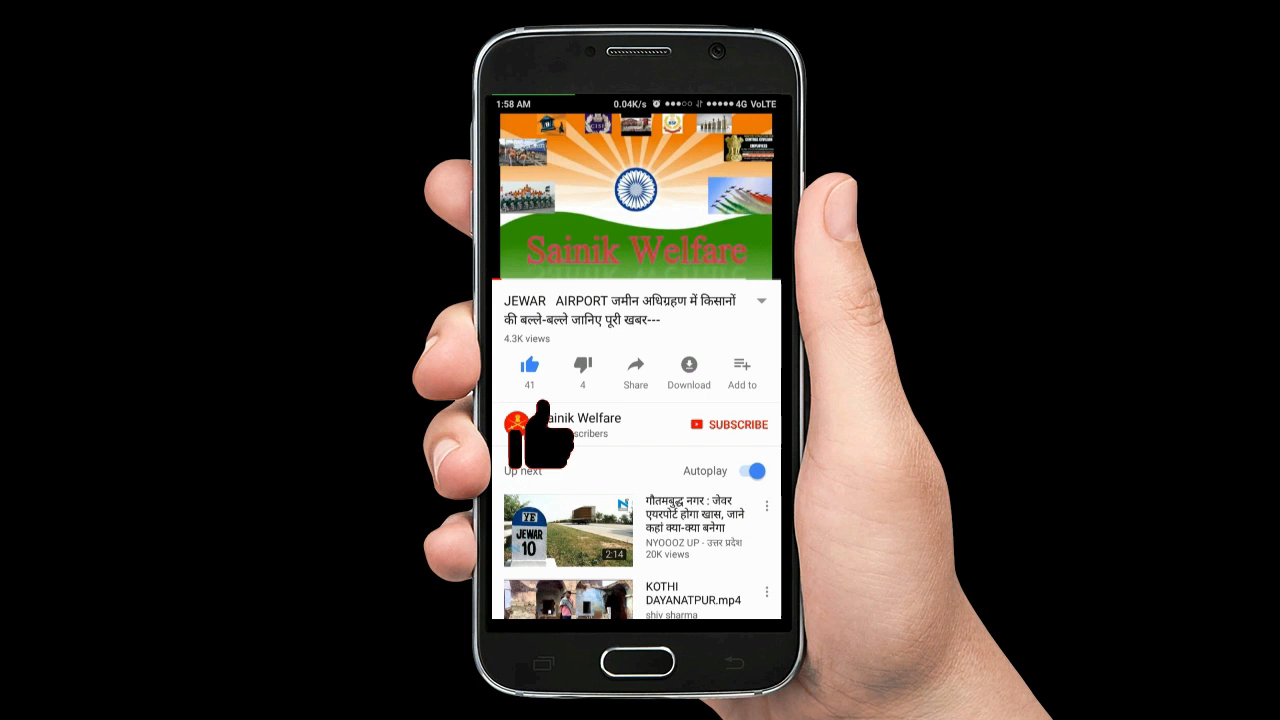 1:58 AM 0.04K/s 4G VoLTE
CISF
Sainik Welfare
JEWAR AIRPORT जमीन अधिग्रहण में किसानों
की बल्ले-बल्ले जानिए पूरी खबर---
4.3K views
41 4 Share Download Add to
ainik Welfare
scribers
SUBSCRIBE
Up next Autoplay
YE
JEWAR
10
2:14
गौतमबुद्ध नगर : जेवर
एयरपोर्ट होगा खास, जाने
कहां क्या-क्या बनेगा
NYOOOZ UP - उत्तर प्रदेश
20K views
KOTHI
DAYANATPUR.mp4
shiv sharma